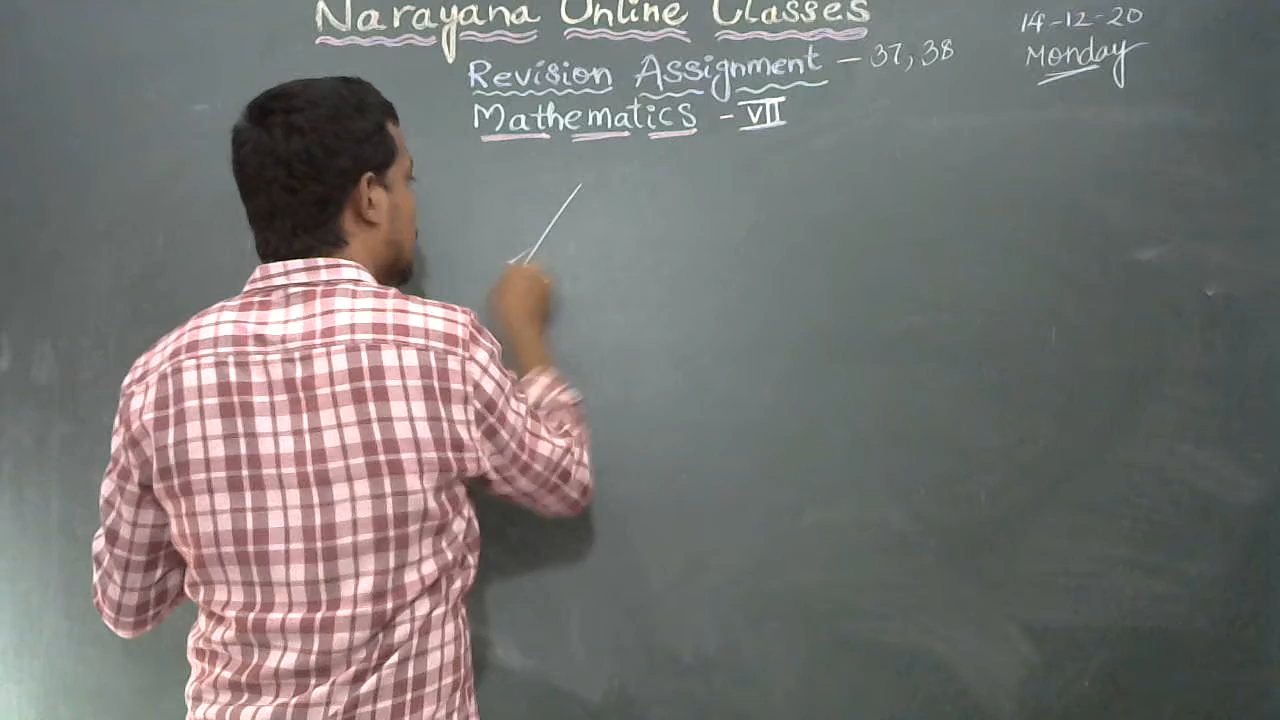 Narayana Online Classes
14-12-20
Monday
Revision Assignment - 37, 38
Mathematics - VII